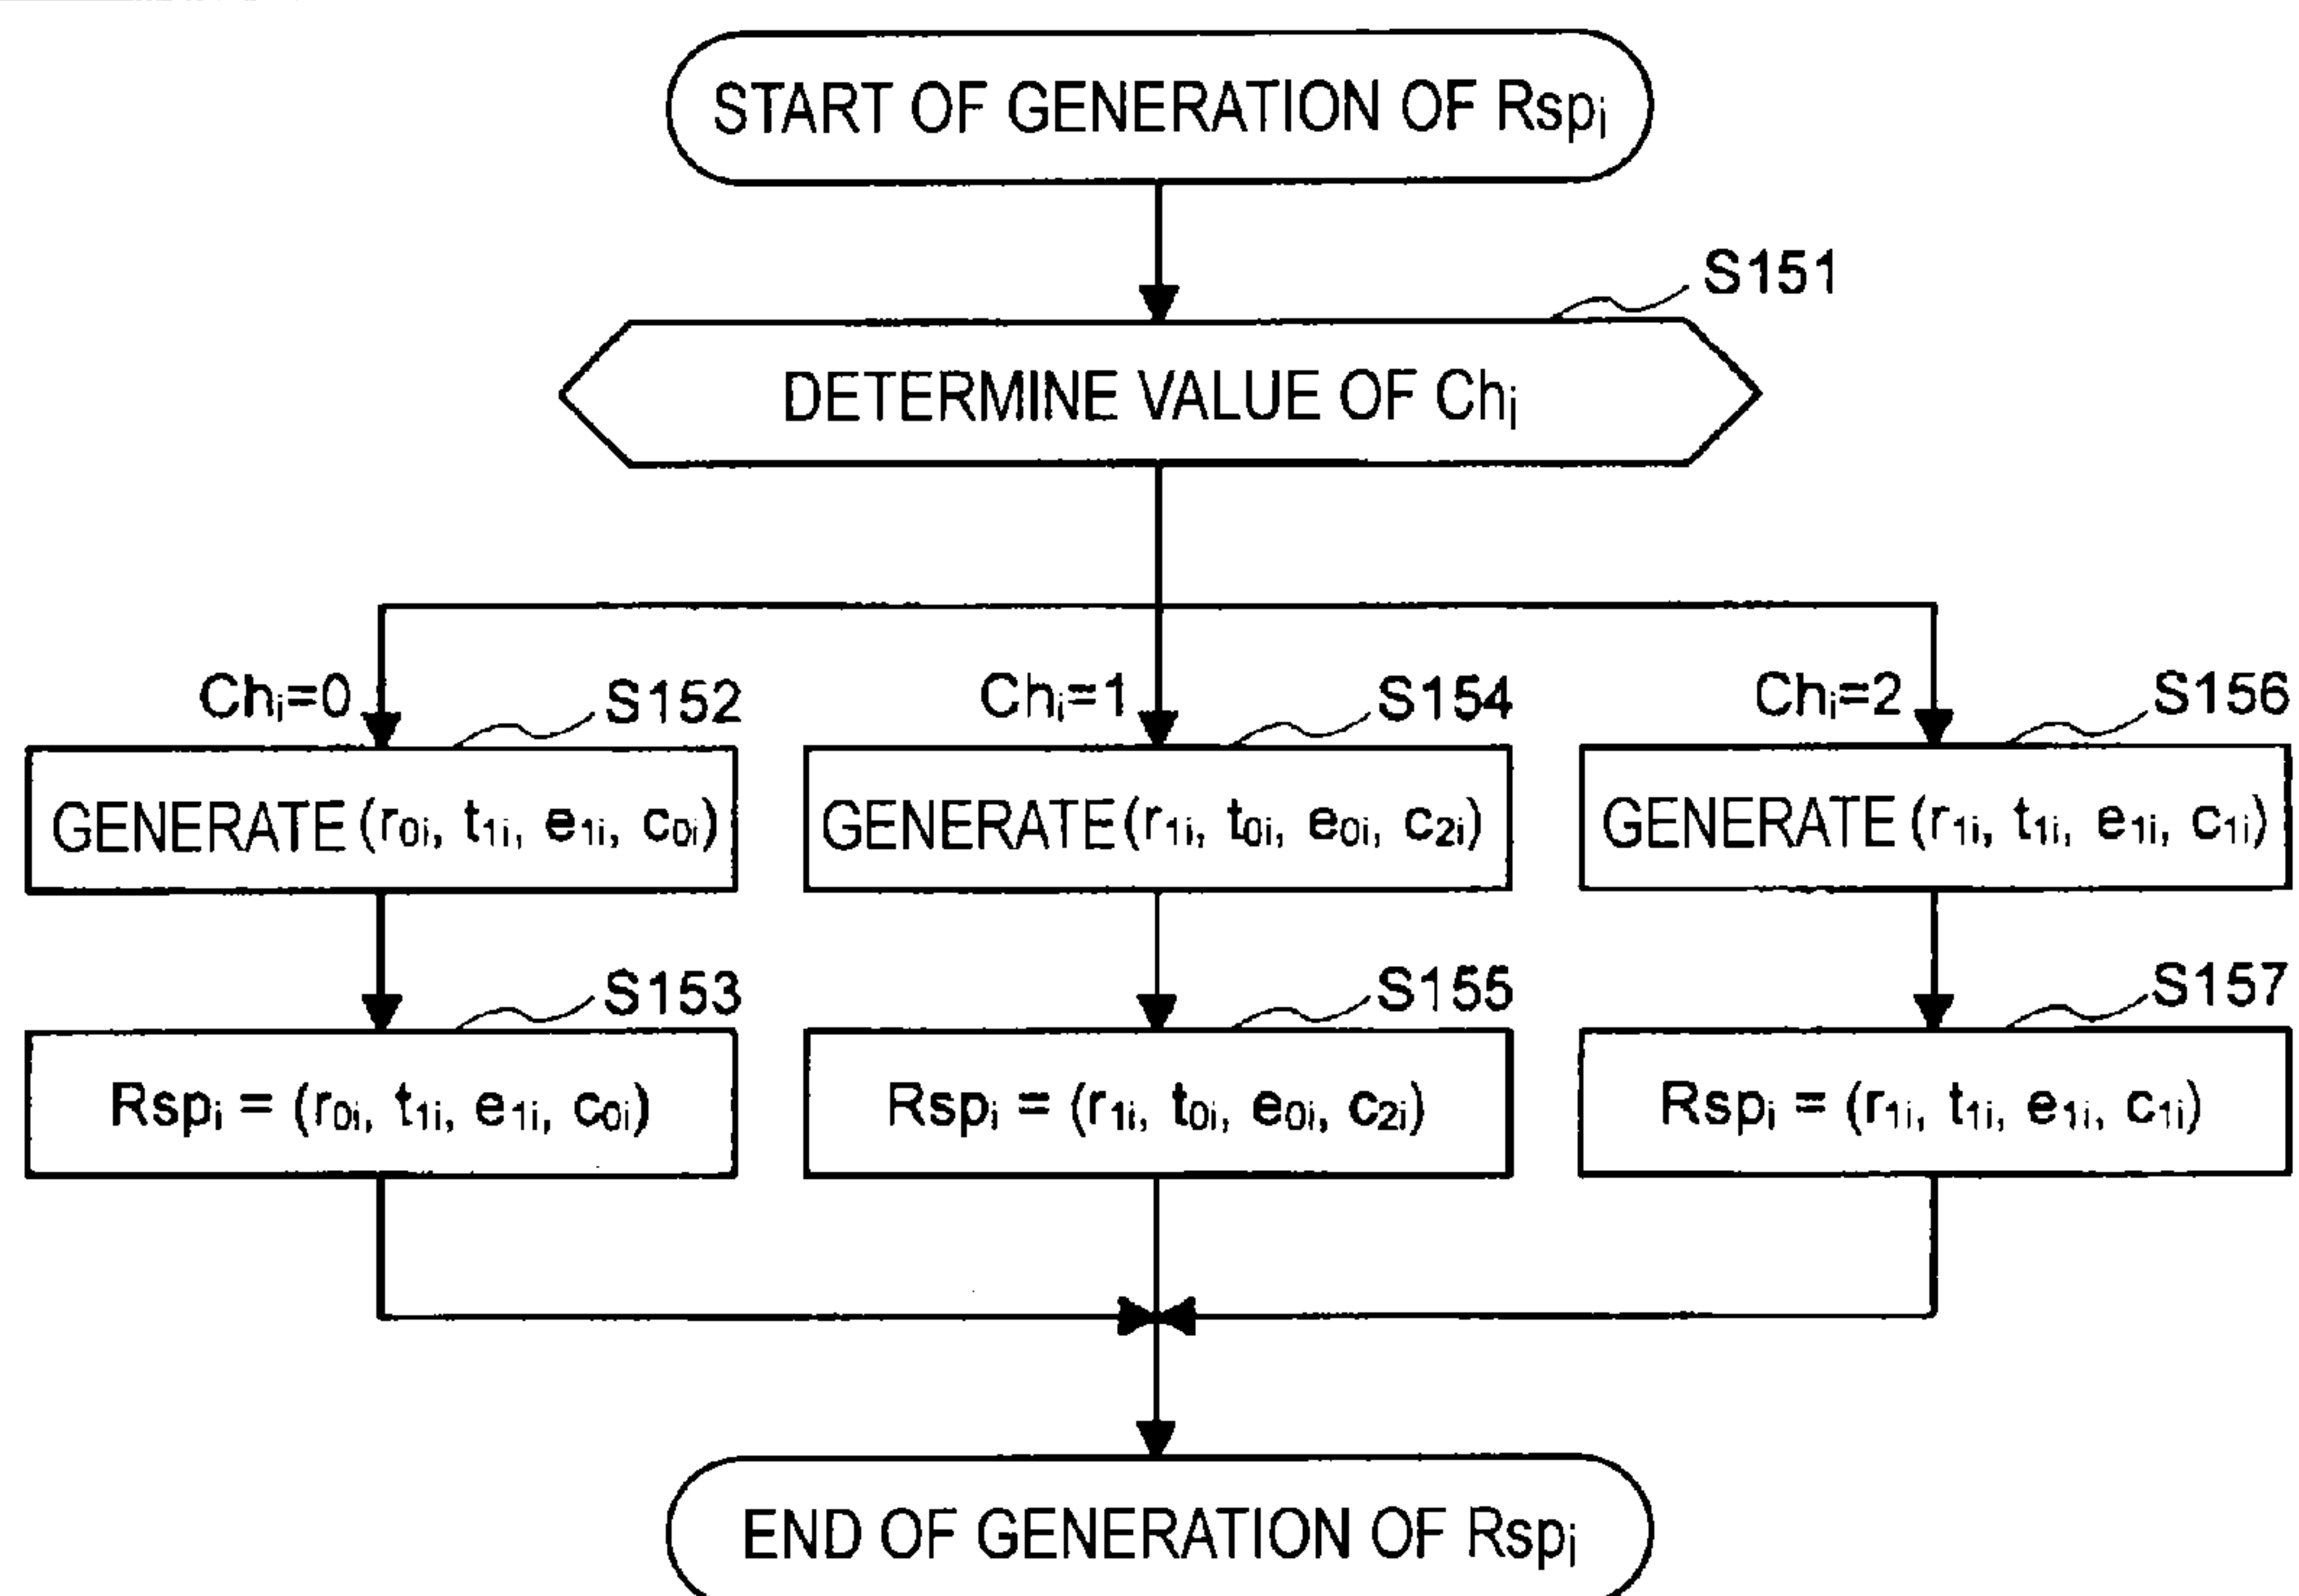 START OF GENERATION OF Rspᵢ
S151
DETERMINE VALUE OF Chᵢ
Chᵢ=0
S152
Chᵢ=1
S154
Chᵢ=2
S156
GENERATE (r₀ᵢ, t₁ᵢ, e₁ᵢ, c₀ᵢ)
GENERATE (r₁ᵢ, t₀ᵢ, e₀ᵢ, c₂ᵢ)
GENERATE (r₁ᵢ, t₁ᵢ, e₁ᵢ, c₁ᵢ)
S153
S155
S157
Rspᵢ = (r₀ᵢ, t₁ᵢ, e₁ᵢ, c₀ᵢ)
Rspᵢ = (r₁ᵢ, t₀ᵢ, e₀ᵢ, c₂ᵢ)
Rspᵢ = (r₁ᵢ, t₁ᵢ, e₁ᵢ, c₁ᵢ)
END OF GENERATION OF Rspᵢ